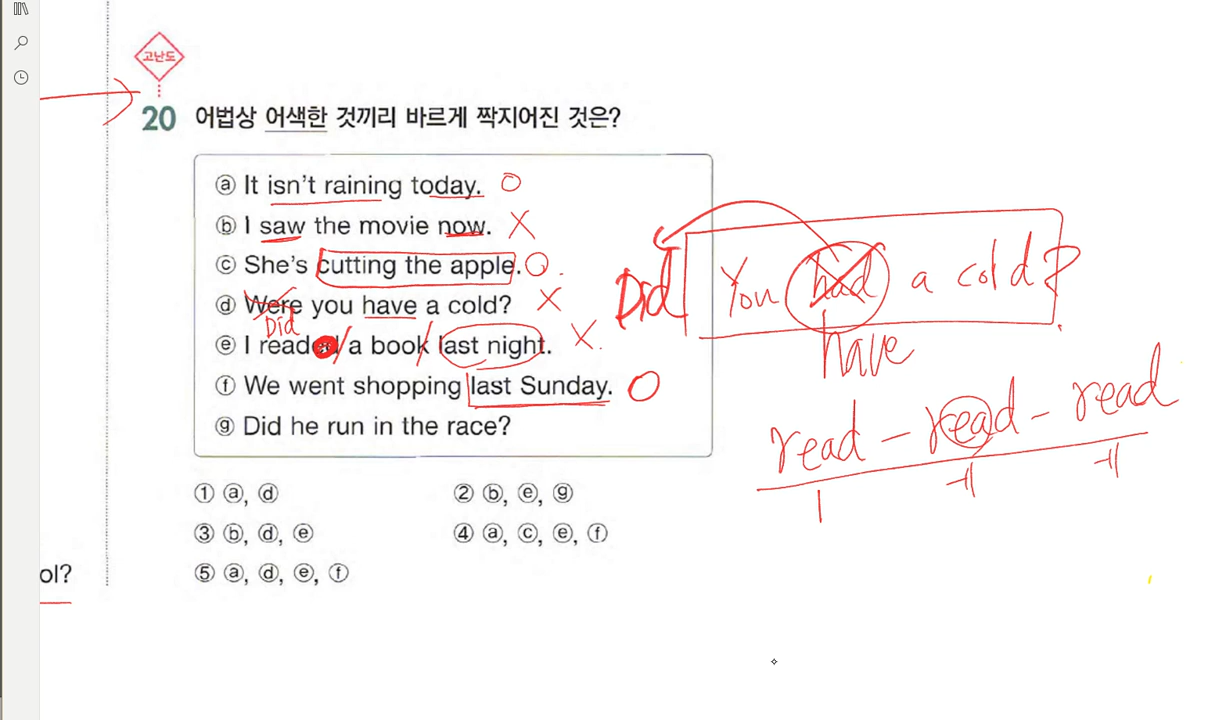 고난도
20 어법상 어색한 것끼리 바르게 짝지어진 것은?
ⓐ It isn't raining today. O
ⓑ I saw the movie now. X
ⓒ She's cutting the apple. O.
ⓓ Were you have a cold? X
Did
ⓔ I readed / a book / last night. X.
ⓕ We went shopping last Sunday. O
ⓖ Did he run in the race?
Did You had a cold?
have
read - read - read
ㅣ ㅔ ㅔ
① ⓐ, ⓓ
② ⓑ, ⓔ, ⓖ
③ ⓑ, ⓓ, ⓔ
④ ⓐ, ⓒ, ⓔ, ⓕ
⑤ ⓐ, ⓓ, ⓔ, ⓕ
ol?